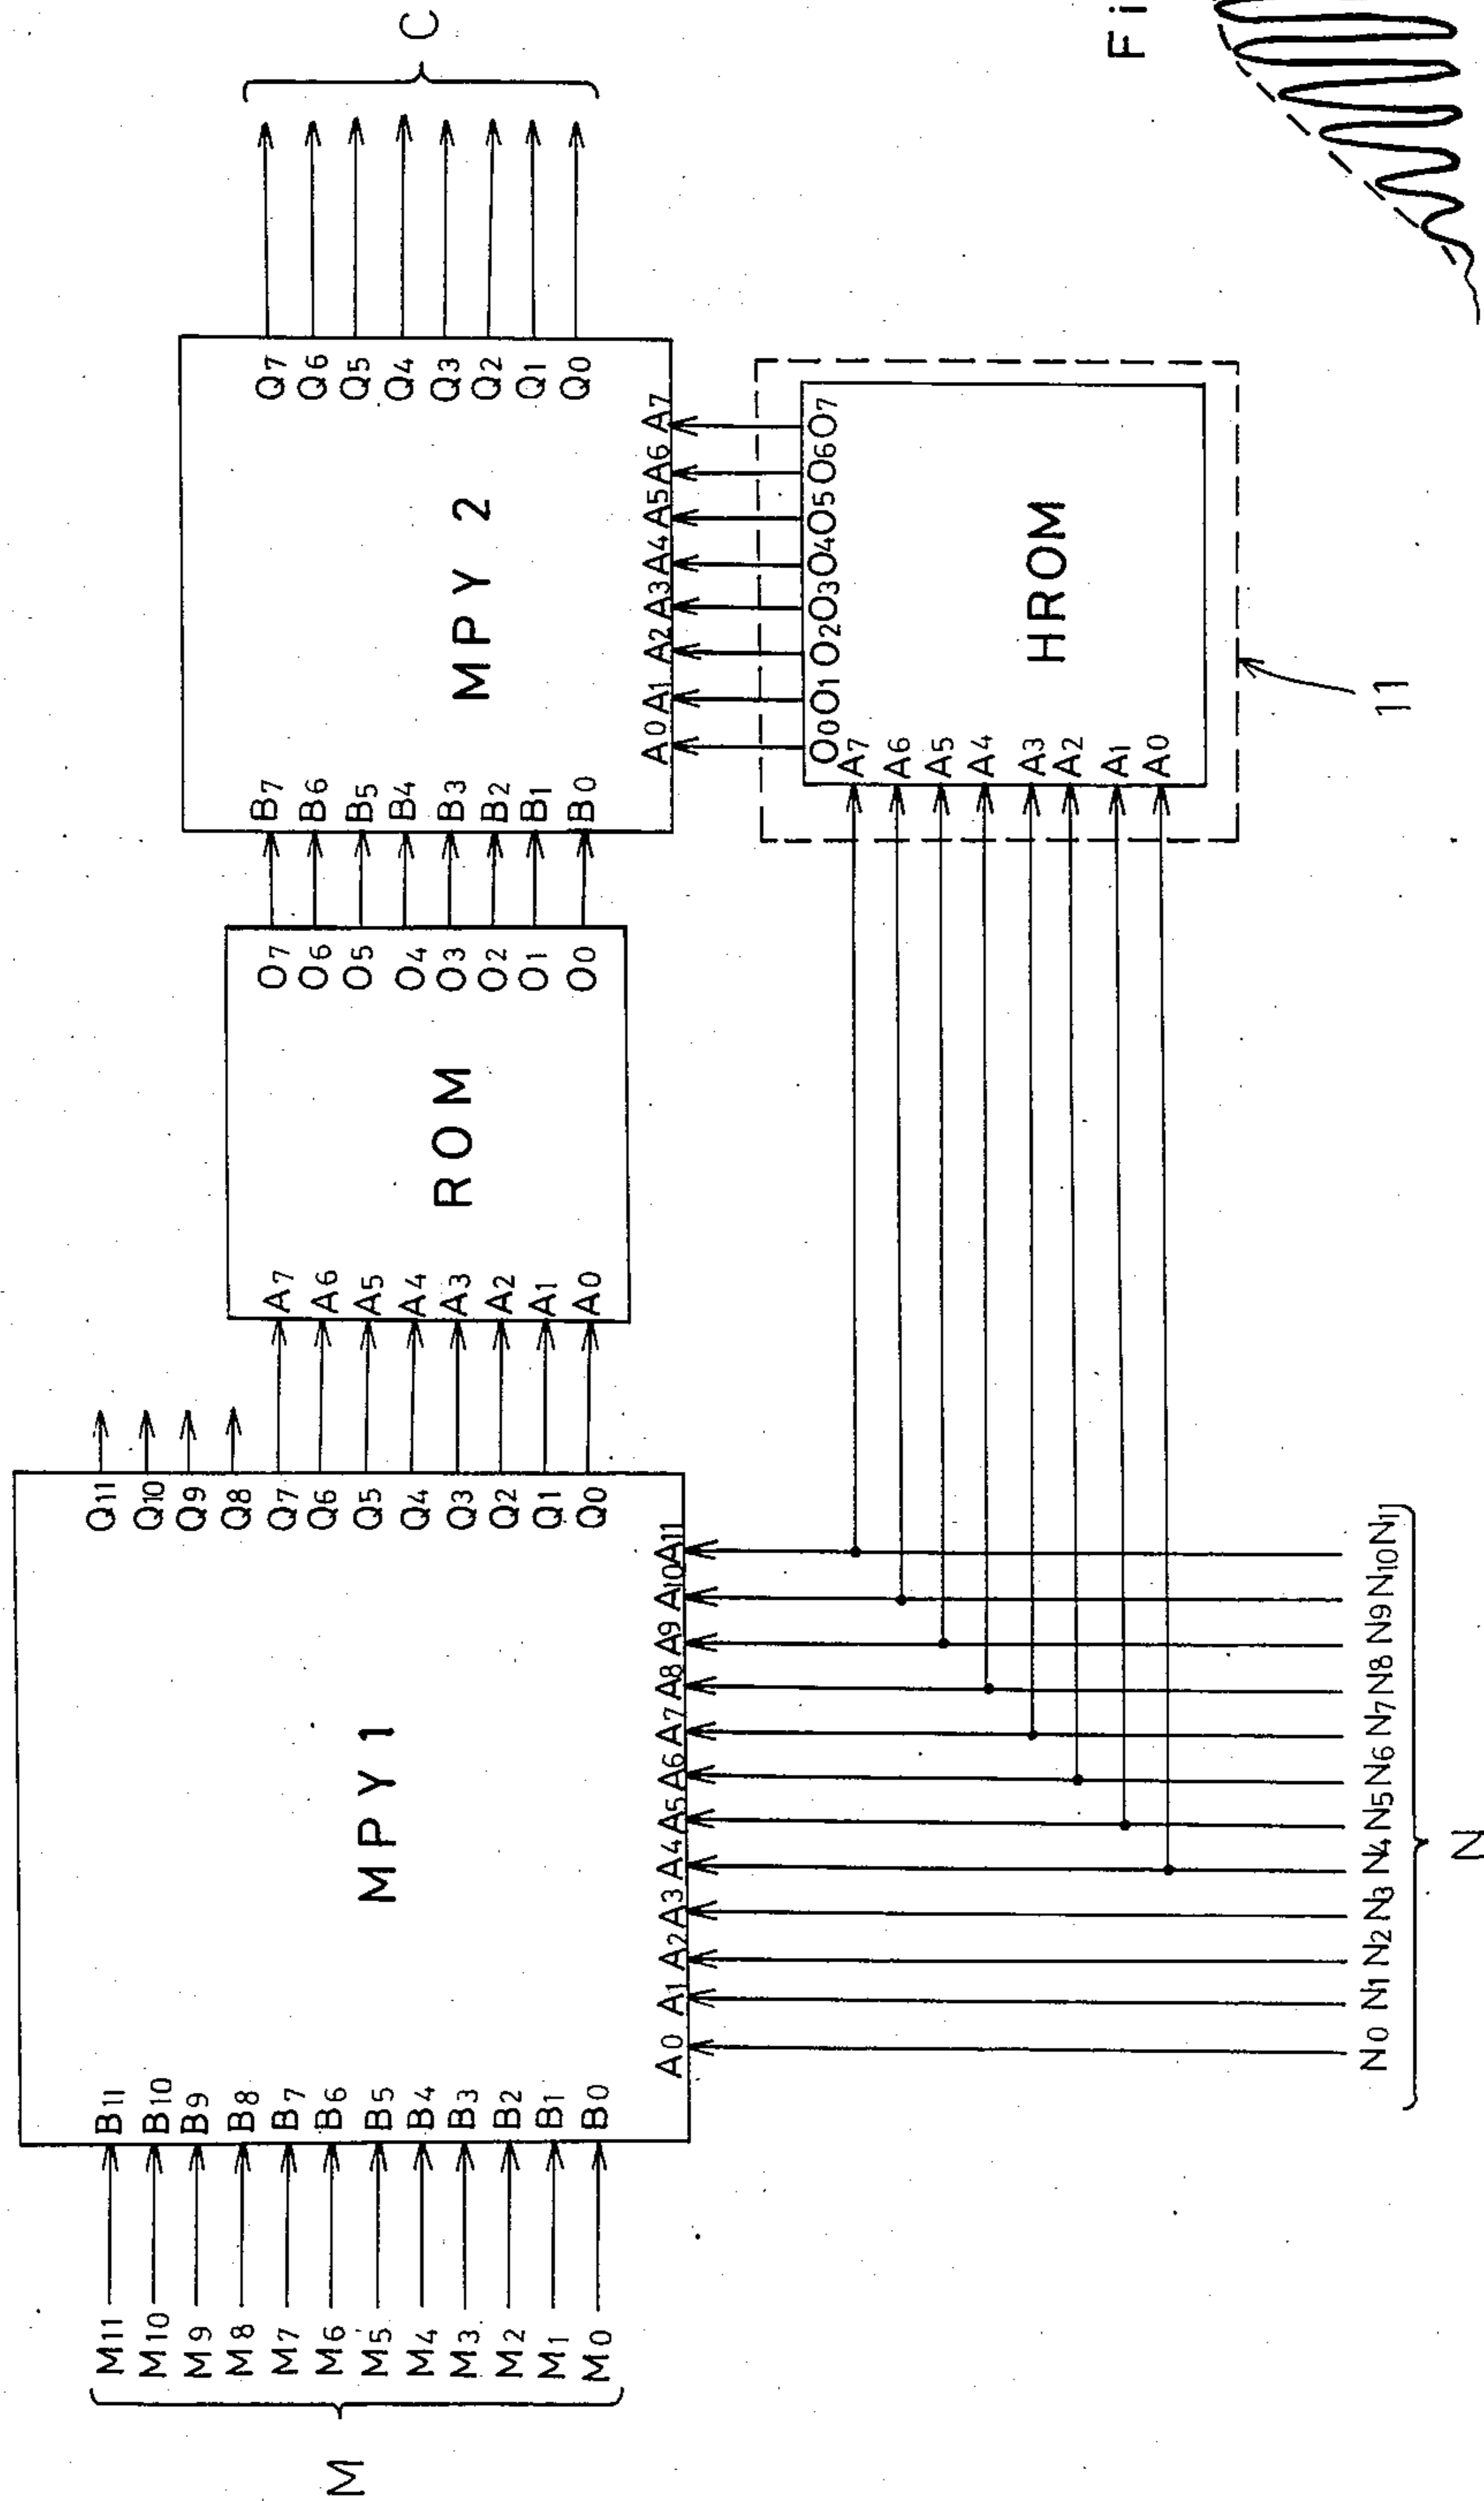 M
M11
M10
M9
M8
M7
M6
M5
M4
M3
M2
M1
M0
B11
B10
B9
B8
B7
B6
B5
B4
B3
B2
B1
B0
MPY 1
Q11
Q10
Q9
Q8
Q7
Q6
Q5
Q4
Q3
Q2
Q1
Q0
A0 A1 A2 A3 A4 A5 A6 A7 A8 A9 A10 A11
N0 N1 N2 N3 N4 N5 N6 N7 N8 N9 N10 N1
N
A7
A6
A5
A4
A3
A2
A1
A0
ROM
O7
O6
O5
O4
O3
O2
O1
O0
B7
B6
B5
B4
B3
B2
B1
B0
MPY 2
Q7
Q6
Q5
Q4
Q3
Q2
Q1
Q0
A0 A1 A2 A3 A4 A5 A6 A7
C
O0 O1 O2 O3 O4 O5 O6 O7
A7
A6
A5
A4
A3
A2
A1
A0
HROM
11
Fi